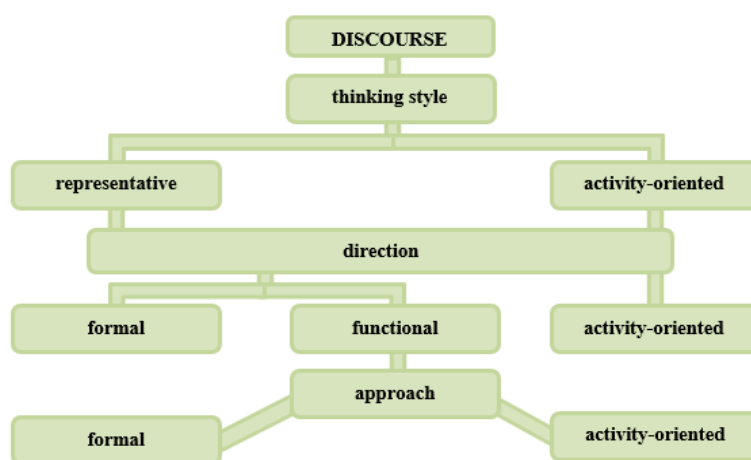 DISCOURSE
thinking style
representative
activity-oriented
direction
formal
functional
activity-oriented
approach
formal
activity-oriented